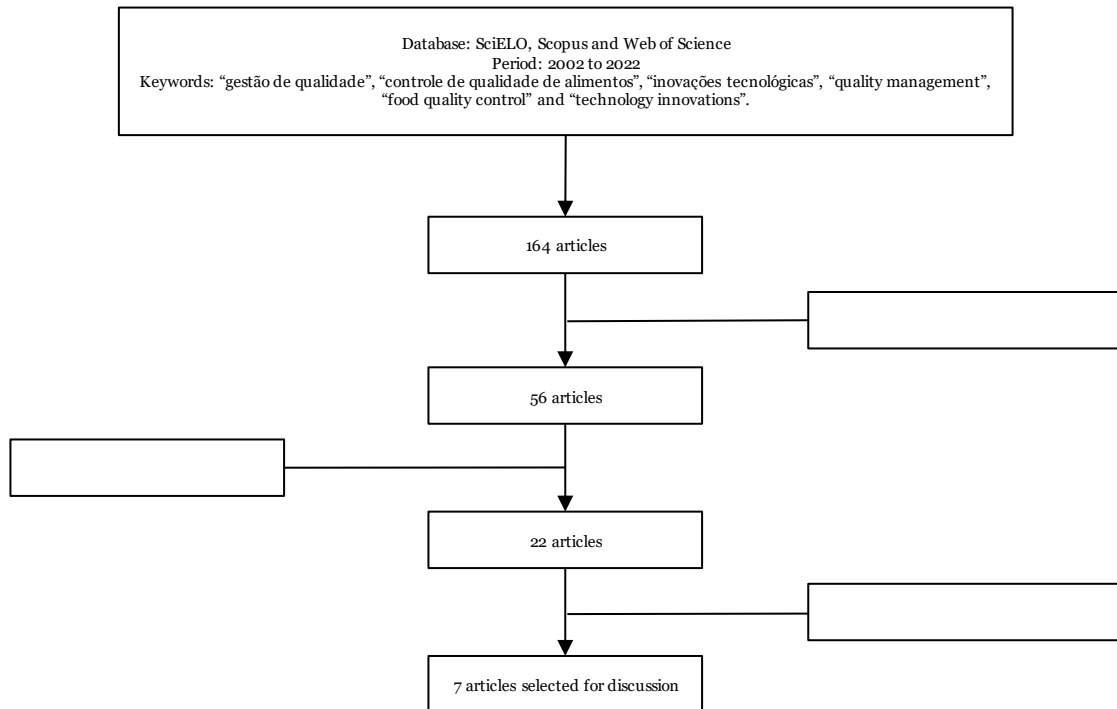 Database: SciELO, Scopus and Web of Science
Period: 2002 to 2022
Keywords: “gestão de qualidade”, “controle de qualidade de alimentos”, “inovações tecnológicas”, “quality management”,
“food quality control” and “technology innovations”.
164 articles
56 articles
22 articles
7 articles selected for discussion